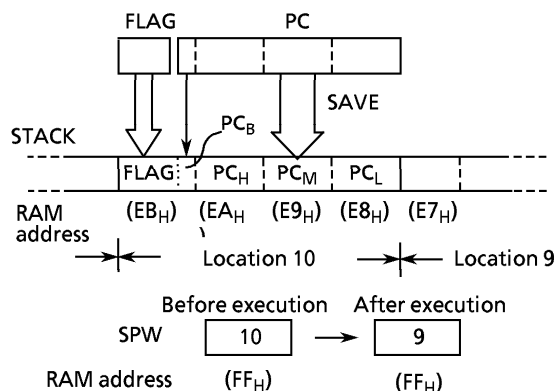 FLAG PC
SAVE
PC_B
STACK
FLAG PC_H PC_M PC_L
RAM address (EB_H) (EA_H) (E9_H) (E8_H) (E7_H)
Location 10 Location 9
Before execution After execution
SPW 10 9
RAM address (FF_H) (FF_H)